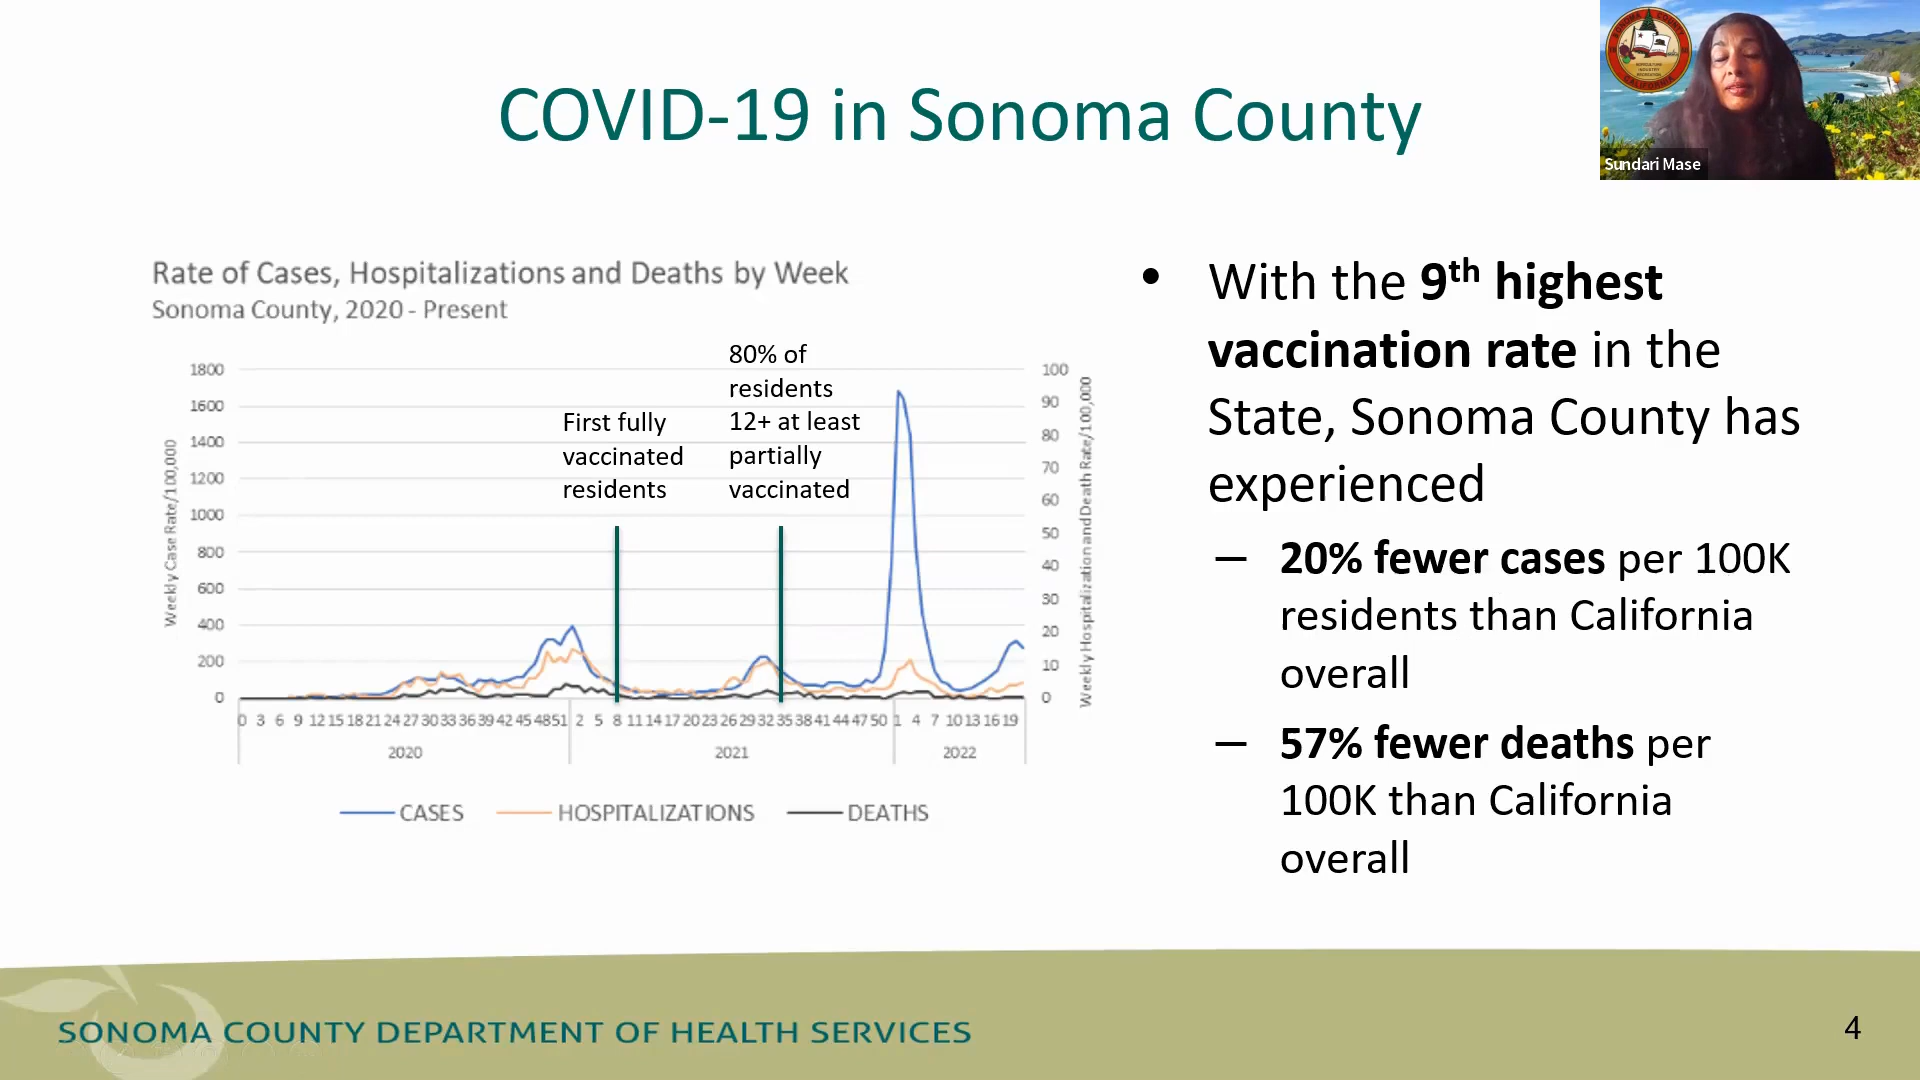 COVID-19 in Sonoma County
Sundari Mase
Rate of Cases, Hospitalizations and Deaths by Week
Sonoma County, 2020 - Present
80% of
residents
12+ at least
partially
vaccinated
First fully
vaccinated
residents
Weekly Case Rate/100,000
1800
1600
1400
1200
1000
800
600
400
200
0
100
90
80
70
60
50
40
30
20
10
0
Weekly Hospitalization and Death Rate/100,000
0 3 6 9 12 15 18 21 24 27 30 33 36 39 42 45 48 51 2 5 8 11 14 17 20 23 26 29 32 35 38 41 44 47 50 1 4 7 10 13 16 19
2020 2021 2022
CASES HOSPITALIZATIONS DEATHS
• With the 9th highest
vaccination rate in the
State, Sonoma County has
experienced
– 20% fewer cases per 100K
residents than California
overall
– 57% fewer deaths per
100K than California
overall
SONOMA COUNTY DEPARTMENT OF HEALTH SERVICES
4